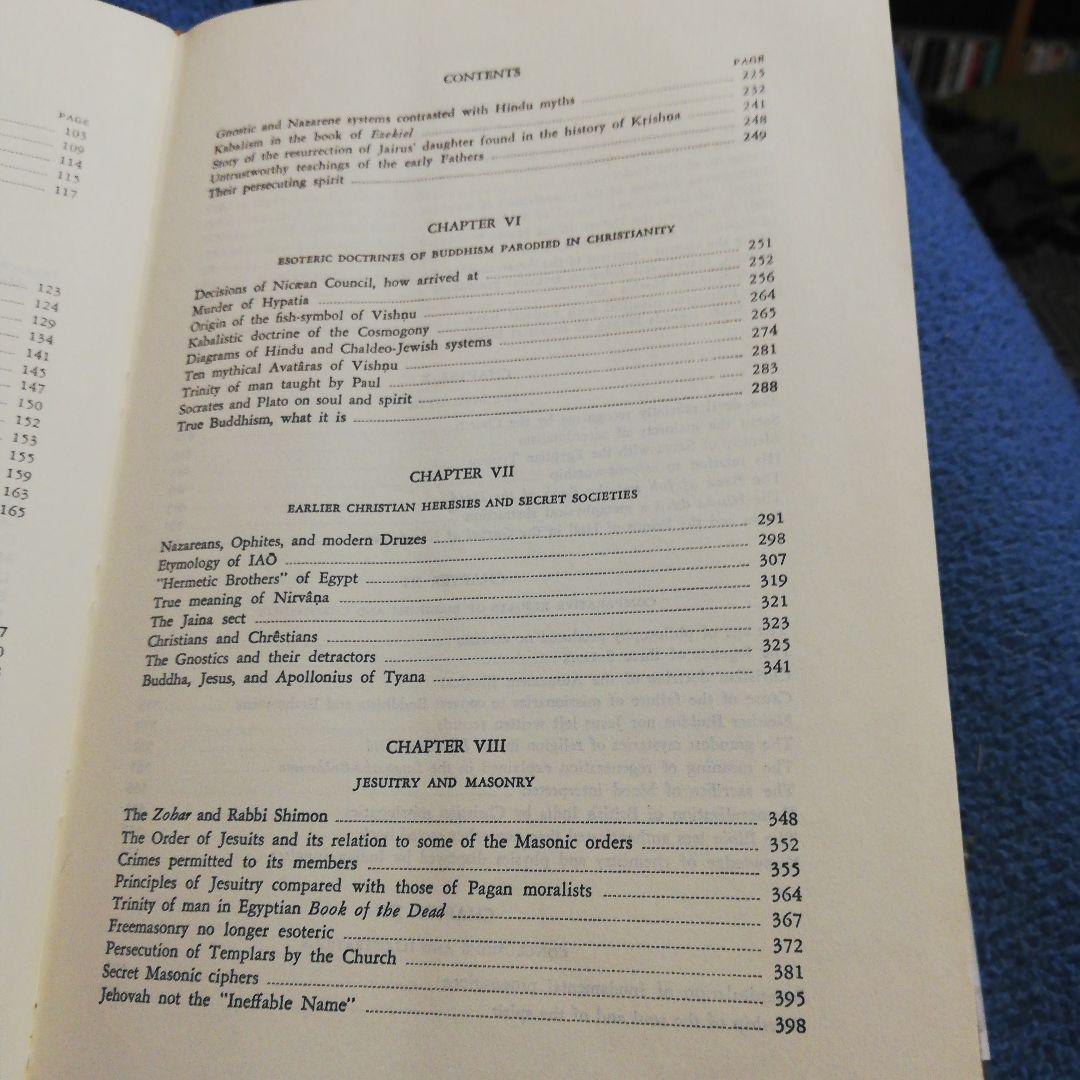 PAGE
103
109
114
115
117
123
124
129
134
141
145
147
150
152
153
155
159
163
165
CONTENTS
PAGE
Gnostic and Nazarene systems contrasted with Hindu myths 225
Kabalism in the book of Ezekiel 232
Story of the resurrection of Jairus' daughter found in the history of Krishṇa 241
Untrustworthy teachings of the early Fathers 248
Their persecuting spirit 249
CHAPTER VI
ESOTERIC DOCTRINES OF BUDDHISM PARODIED IN CHRISTIANITY
Decisions of Nicæan Council, how arrived at 251
Murder of Hypatia 252
Origin of the fish-symbol of Vishṇu 256
Kabalistic doctrine of the Cosmogony 264
Diagrams of Hindu and Chaldeo-Jewish systems 265
Ten mythical Avatâras of Vishṇu 274
Trinity of man taught by Paul 281
Socrates and Plato on soul and spirit 283
True Buddhism, what it is 288
CHAPTER VII
EARLIER CHRISTIAN HERESIES AND SECRET SOCIETIES
Nazareans, Ophites, and modern Druzes 291
Etymology of IAŌ 298
"Hermetic Brothers" of Egypt 307
True meaning of Nirvâṇa 319
The Jaina sect 321
Christians and Chrêstians 323
The Gnostics and their detractors 325
Buddha, Jesus, and Apollonius of Tyana 341
CHAPTER VIII
JESUITRY AND MASONRY
The Zohar and Rabbi Shimon 348
The Order of Jesuits and its relation to some of the Masonic orders 352
Crimes permitted to its members 355
Principles of Jesuitry compared with those of Pagan moralists 364
Trinity of man in Egyptian Book of the Dead 367
Freemasonry no longer esoteric 372
Persecution of Templars by the Church 381
Secret Masonic ciphers 395
Jehovah not the "Ineffable Name" 398